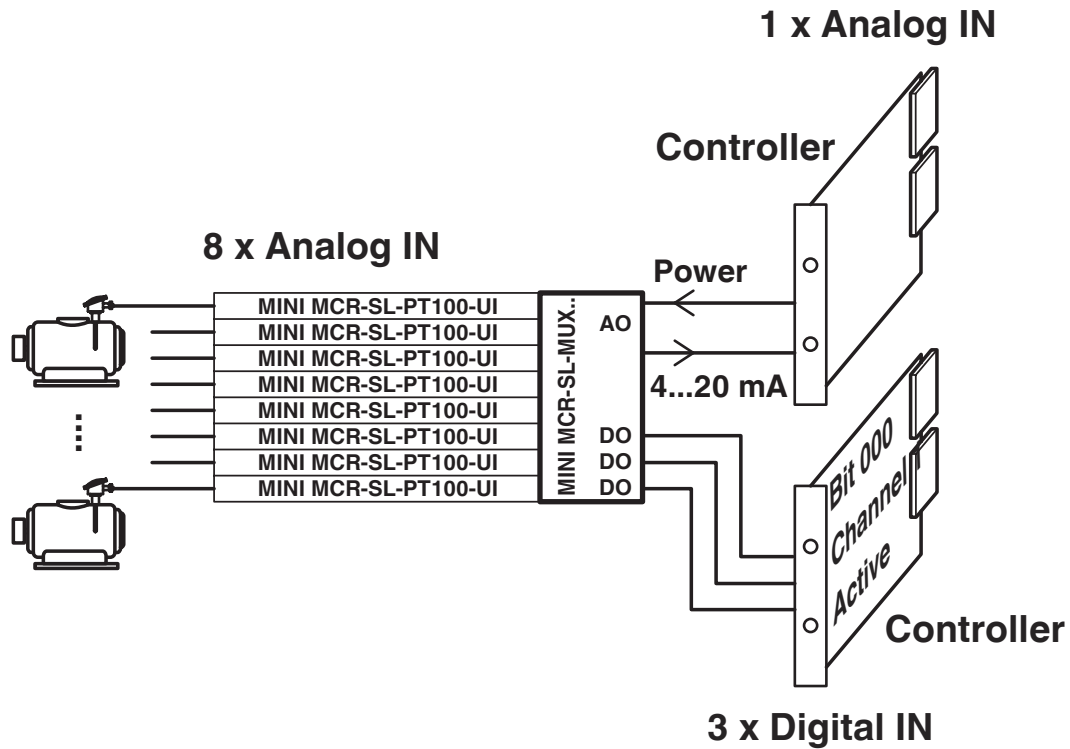 1 x Analog IN
Controller
8 x Analog IN
Power
MINI MCR-SL-PT100-UI
MINI MCR-SL-PT100-UI
MINI MCR-SL-PT100-UI
MINI MCR-SL-PT100-UI
MINI MCR-SL-PT100-UI
MINI MCR-SL-PT100-UI
MINI MCR-SL-PT100-UI
MINI MCR-SL-PT100-UI
MINI MCR-SL-MUX..
AO
4...20 mA
DO
DO
DO
Bit 000
Channel 1
Active
Controller
3 x Digital IN